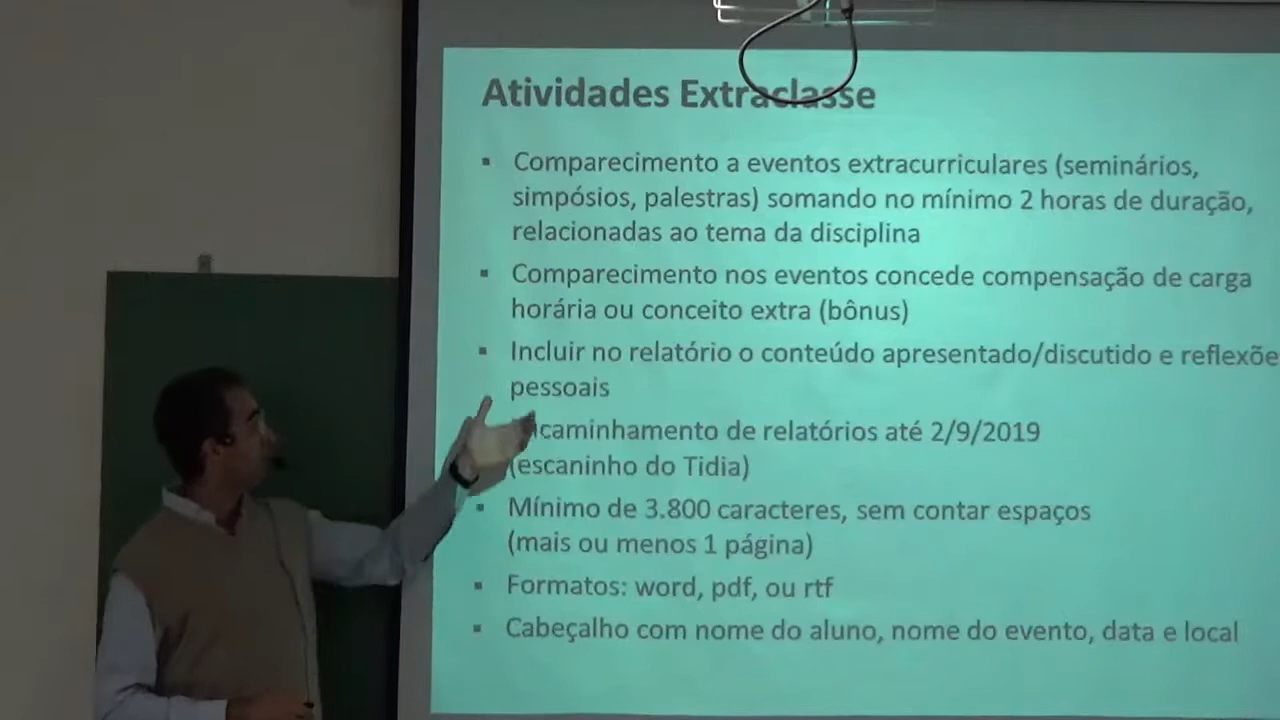 Atividades Extraclasse
▪ Comparecimento a eventos extracurriculares (seminários,
simpósios, palestras) somando no mínimo 2 horas de duração,
relacionadas ao tema da disciplina
▪ Comparecimento nos eventos concede compensação de carga
horária ou conceito extra (bônus)
▪ Incluir no relatório o conteúdo apresentado/discutido e reflexõe
pessoais
caminhamento de relatórios até 2/9/2019
(escaninho do Tidia)
▪ Mínimo de 3.800 caracteres, sem contar espaços
(mais ou menos 1 página)
▪ Formatos: word, pdf, ou rtf
▪ Cabeçalho com nome do aluno, nome do evento, data e local